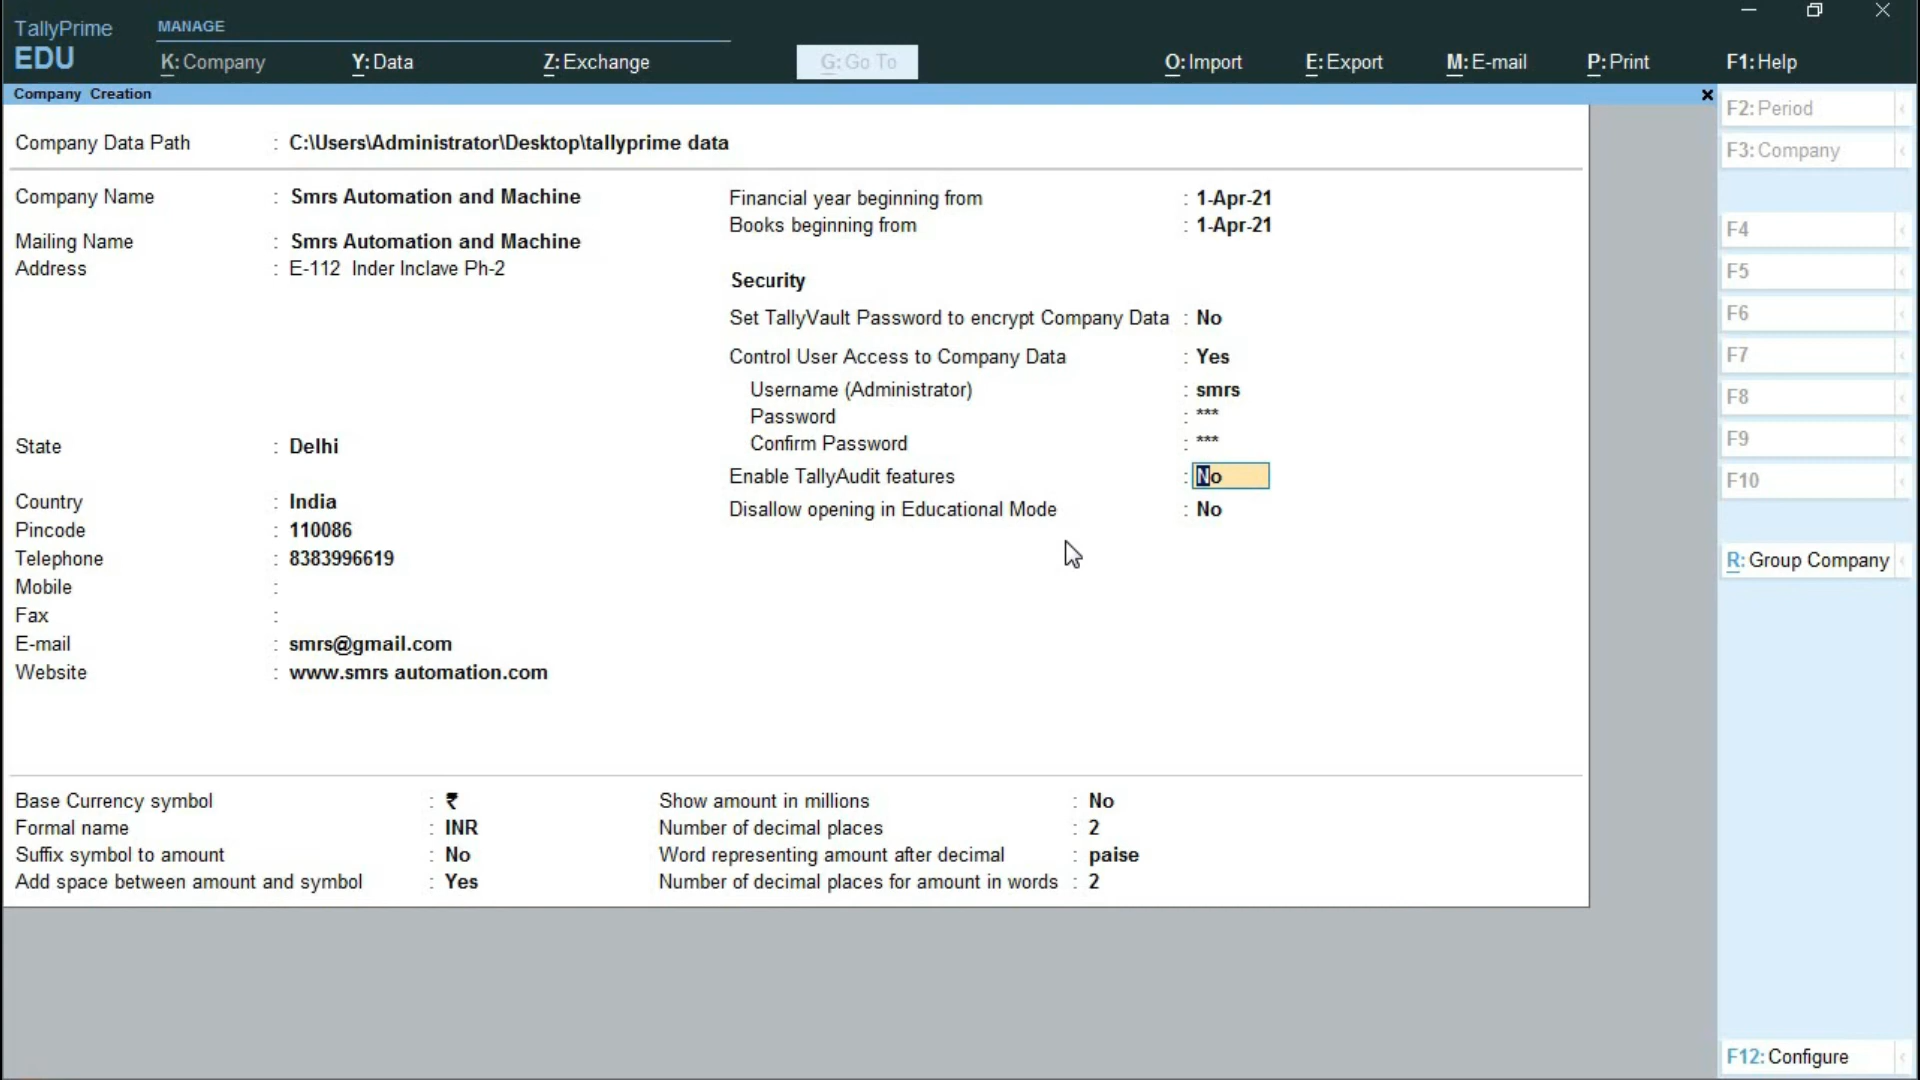 TallyPrime
EDU
MANAGE
K: Company
Y: Data
Z: Exchange
G: Go To
O: Import
E: Export
M: E-mail
P: Print
F1: Help
Company Creation
Company Data Path : C:\Users\Administrator\Desktop\tallyprime data
Company Name : Smrs Automation and Machine
Mailing Name : Smrs Automation and Machine
Address : E-112 Inder Inclave Ph-2
State : Delhi
Country : India
Pincode : 110086
Telephone : 8383996619
Mobile :
Fax :
E-mail : smrs@gmail.com
Website : www.smrs automation.com
Financial year beginning from : 1-Apr-21
Books beginning from : 1-Apr-21
Security
Set TallyVault Password to encrypt Company Data : No
Control User Access to Company Data : Yes
Username (Administrator) : smrs
Password : ***
Confirm Password : ***
Enable TallyAudit features : No
Disallow opening in Educational Mode : No
Base Currency symbol : ₹
Formal name : INR
Suffix symbol to amount : No
Add space between amount and symbol : Yes
Show amount in millions : No
Number of decimal places : 2
Word representing amount after decimal : paise
Number of decimal places for amount in words : 2
F2: Period
F3: Company
F4
F5
F6
F7
F8
F9
F10
R: Group Company
F12: Configure